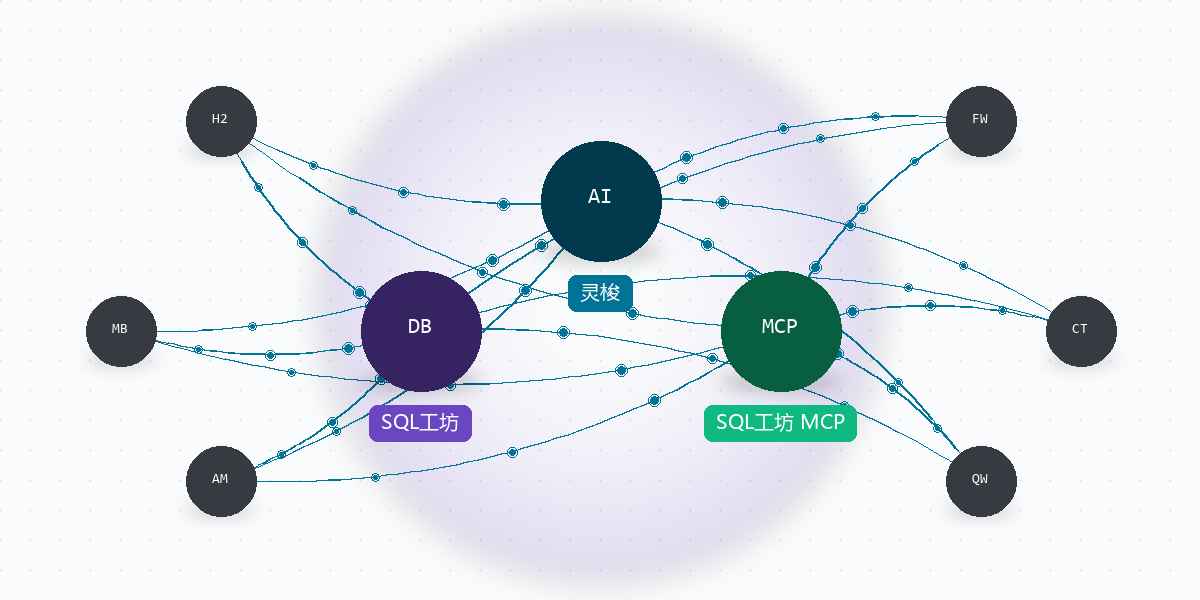 H2
FW
AI
灵梭
MB
DB
MCP
CT
SQL工坊
SQL工坊 MCP
AM
QW